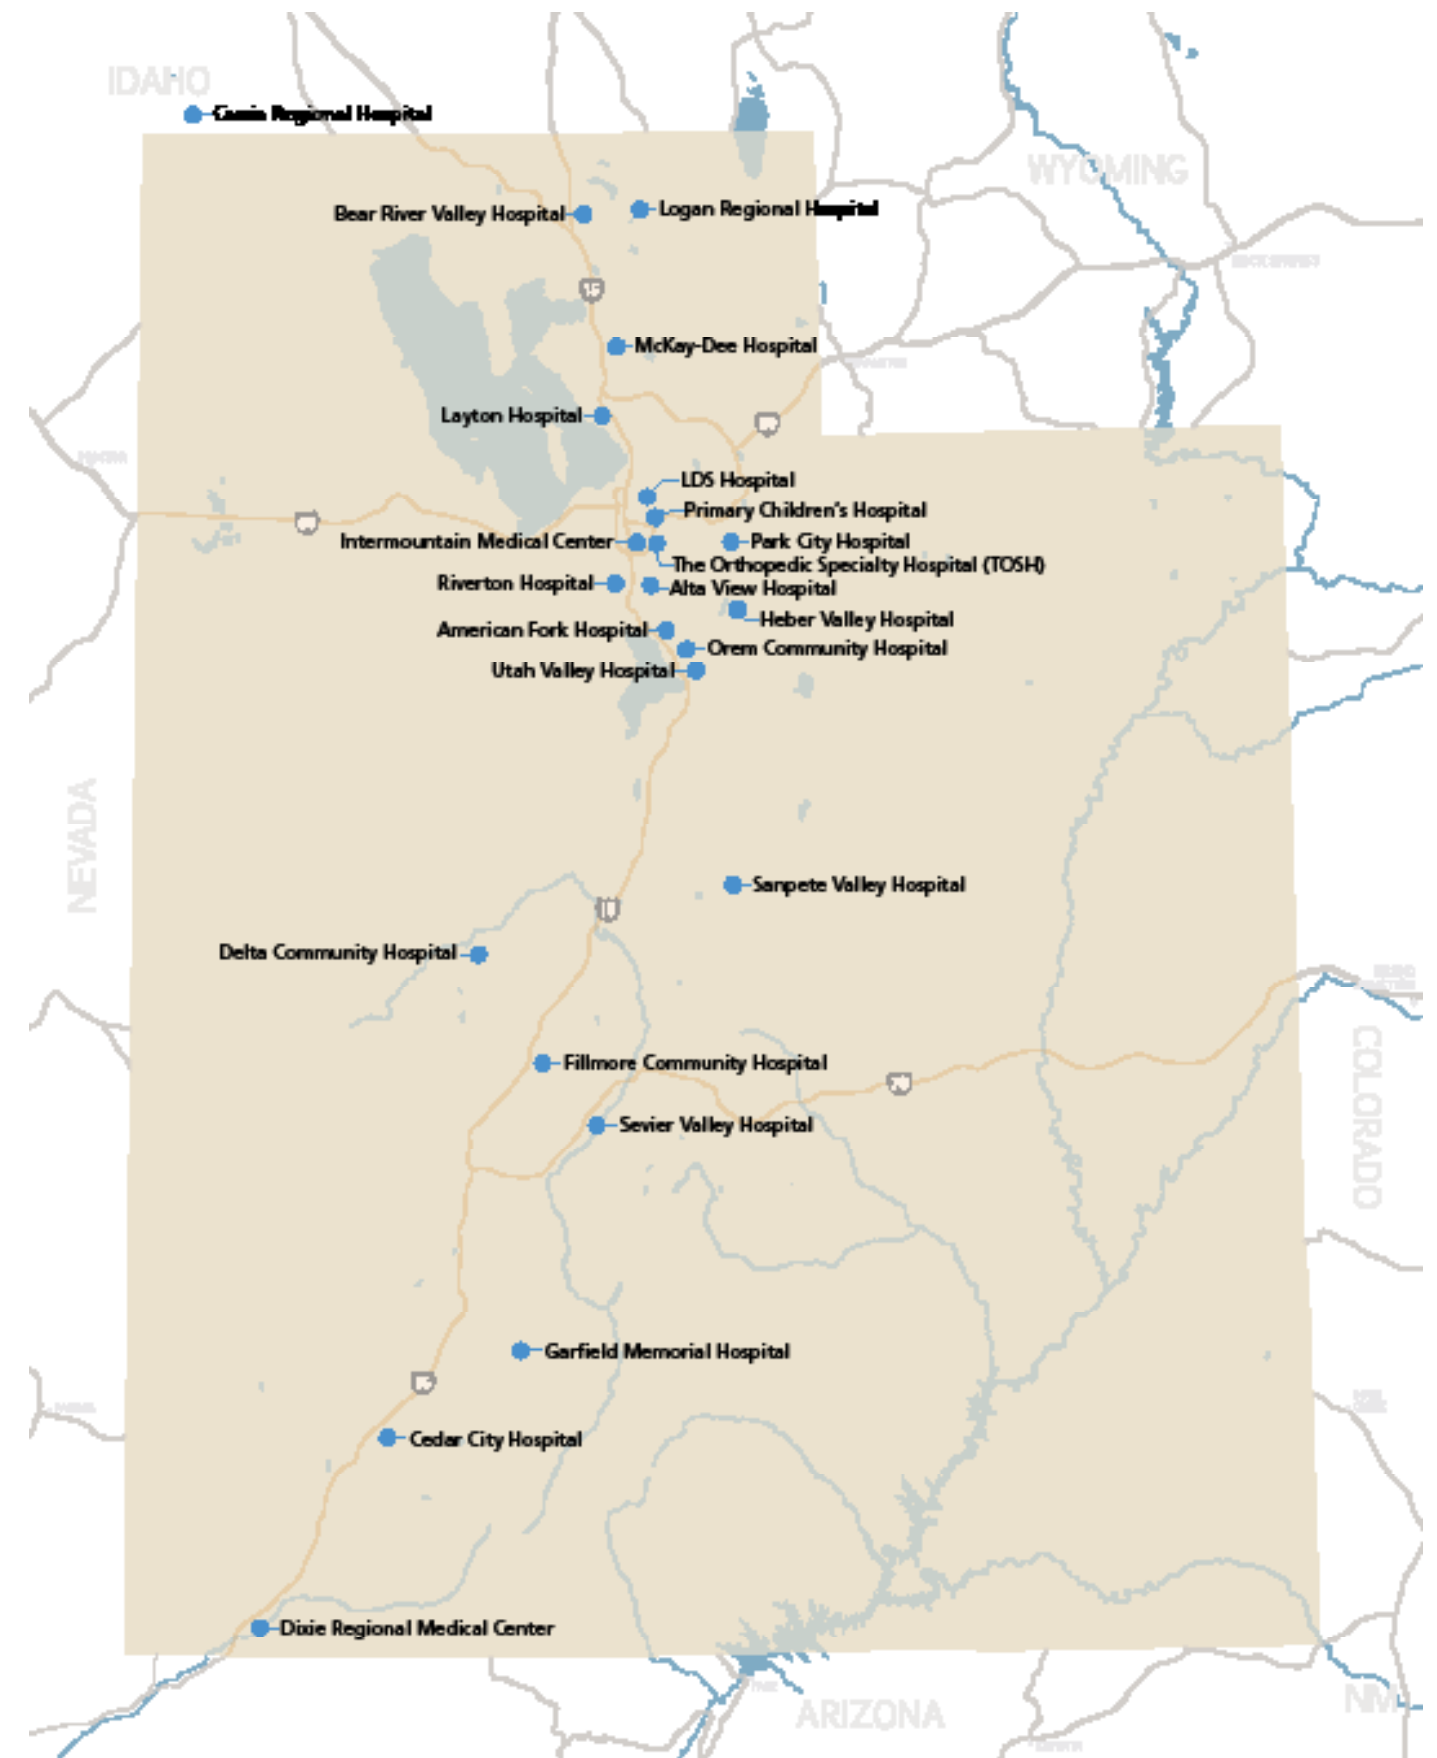 IDAHO
Cassia Regional Hospital
WYOMING
Bear River Valley Hospital
Logan Regional Hospital
15
McKay-Dee Hospital
Layton Hospital
LDS Hospital
Primary Children's Hospital
Intermountain Medical Center
Park City Hospital
The Orthopedic Specialty Hospital (TOSH)
Riverton Hospital
Alta View Hospital
Heber Valley Hospital
American Fork Hospital
Orem Community Hospital
Utah Valley Hospital
NEVADA
Sanpete Valley Hospital
Delta Community Hospital
COLORADO
Fillmore Community Hospital
Sevier Valley Hospital
Garfield Memorial Hospital
Cedar City Hospital
Dixie Regional Medical Center
ARIZONA
NM